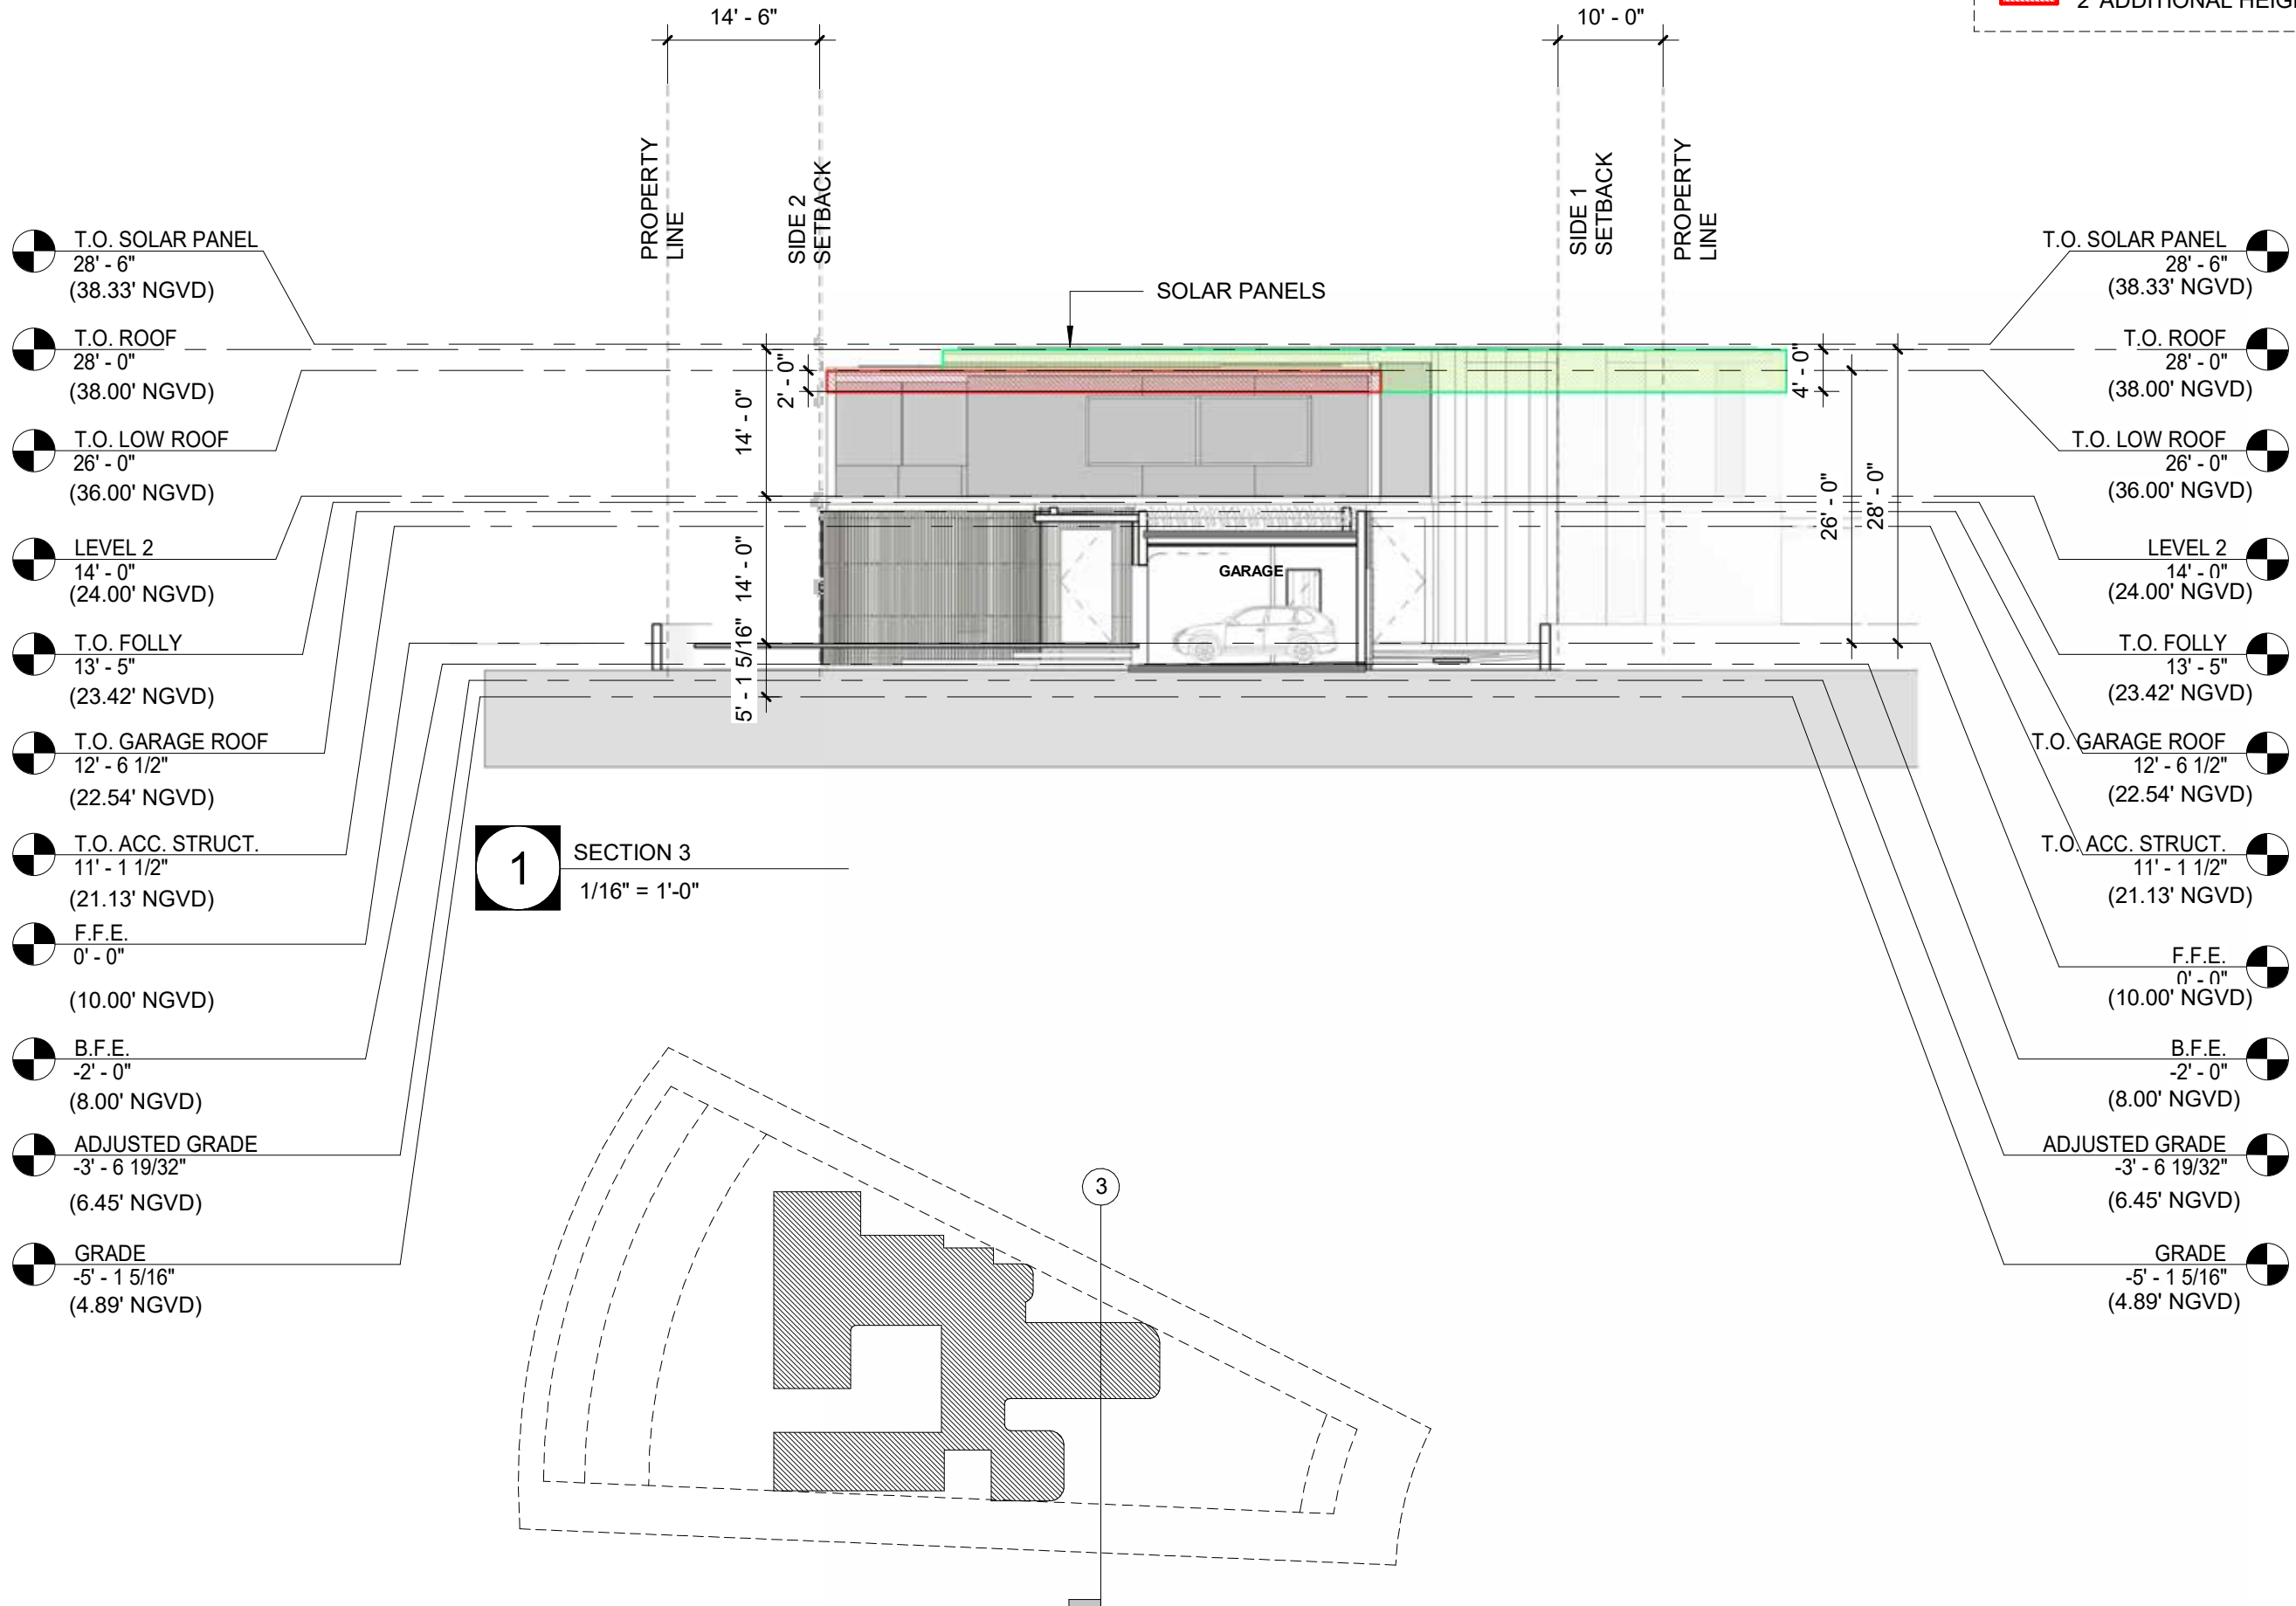 2' ADDITIONAL
14' - 6"
10' - 0"
PROPERTY
LINE
SIDE 2
SETBACK
SIDE 1
SETBACK
PROPERTY
LINE
SOLAR PANELS
T.O. SOLAR PANEL
28' - 6"
(38.33' NGVD)
T.O. ROOF
28' - 0"
(38.00' NGVD)
T.O. LOW ROOF
26' - 0"
(36.00' NGVD)
LEVEL 2
14' - 0"
(24.00' NGVD)
T.O. FOLLY
13' - 5"
(23.42' NGVD)
T.O. GARAGE ROOF
12' - 6 1/2"
(22.54' NGVD)
T.O. ACC. STRUCT.
11' - 1 1/2"
(21.13' NGVD)
F.F.E.
0' - 0"
(10.00' NGVD)
B.F.E.
-2' - 0"
(8.00' NGVD)
ADJUSTED GRADE
-3' - 6 19/32"
(6.45' NGVD)
GRADE
-5' - 1 5/16"
(4.89' NGVD)
14' - 0"
2' - 0"
14' - 0"
5' - 1 5/16"
GARAGE
4' - 0"
26' - 0"
28' - 0"
T.O. SOLAR PANEL
28' - 6"
(38.33' NGVD)
T.O. ROOF
28' - 0"
(38.00' NGVD)
T.O. LOW ROOF
26' - 0"
(36.00' NGVD)
LEVEL 2
14' - 0"
(24.00' NGVD)
T.O. FOLLY
13' - 5"
(23.42' NGVD)
T.O. GARAGE ROOF
12' - 6 1/2"
(22.54' NGVD)
T.O. ACC. STRUCT.
11' - 1 1/2"
(21.13' NGVD)
F.F.E.
0' - 0"
(10.00' NGVD)
B.F.E.
-2' - 0"
(8.00' NGVD)
ADJUSTED GRADE
-3' - 6 19/32"
(6.45' NGVD)
GRADE
-5' - 1 5/16"
(4.89' NGVD)
1
SECTION 3
1/16" = 1'-0"
3